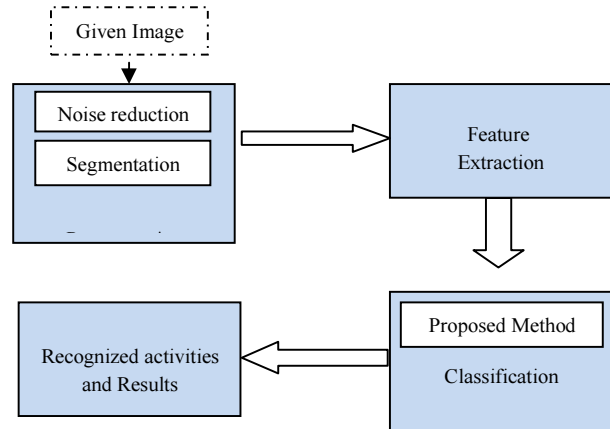 Given Image
Noise reduction
Segmentation
Feature
Extraction
Proposed Method
Classification
Recognized activities
and Results